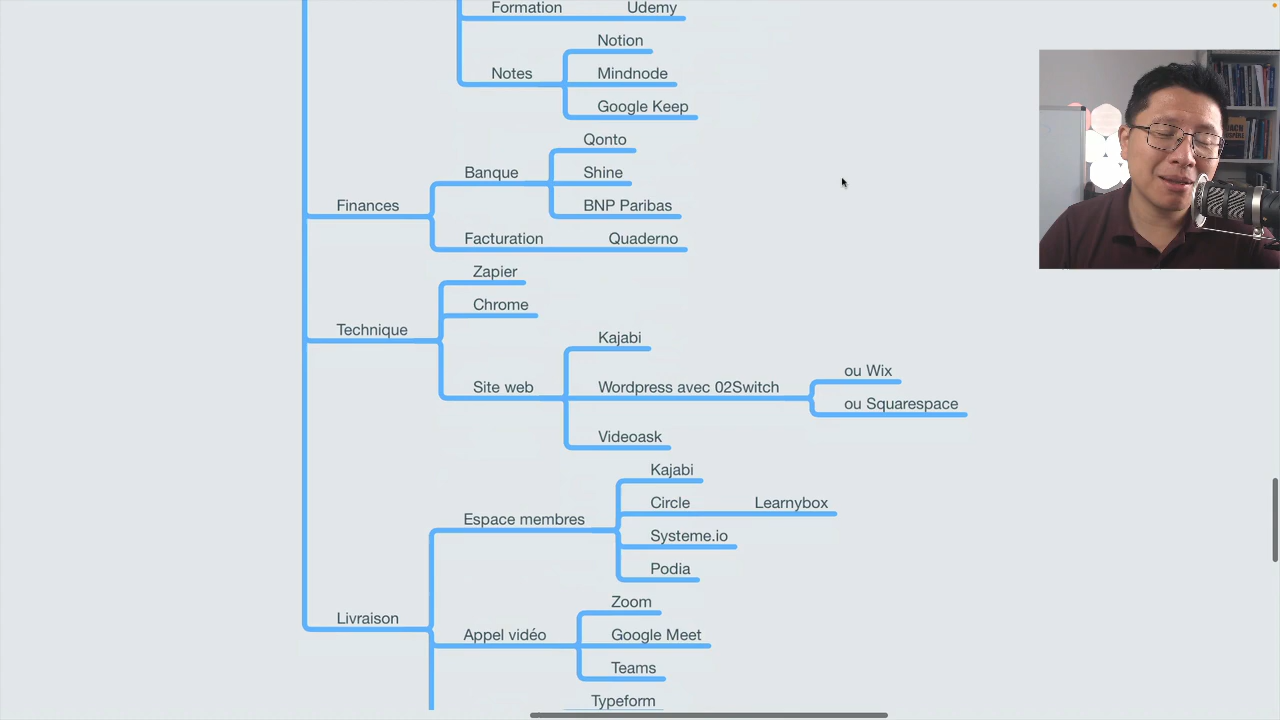 Formation
Udemy
Notion
Notes
Mindnode
Google Keep
Qonto
Banque
Shine
Finances
BNP Paribas
Facturation
Quaderno
Zapier
Chrome
Technique
Kajabi
ou Wix
Site web
Wordpress avec 02Switch
ou Squarespace
Videoask
Kajabi
Circle
Learnybox
Espace membres
Systeme.io
Podia
Zoom
Livraison
Appel vidéo
Google Meet
Teams
Typeform